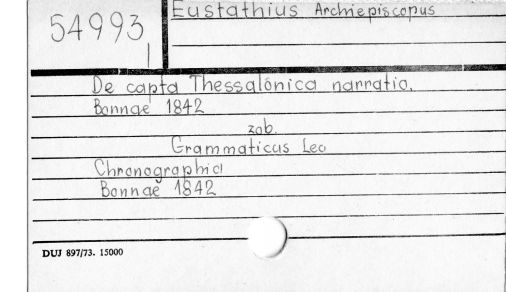 54993
Eustathius Archiepiscopus
De capta Thessalonica narratio.
Bonnae 1842
zob.
Grammaticus Leo
Chronographia
Bonnae 1842
DUJ 897/73. 15000